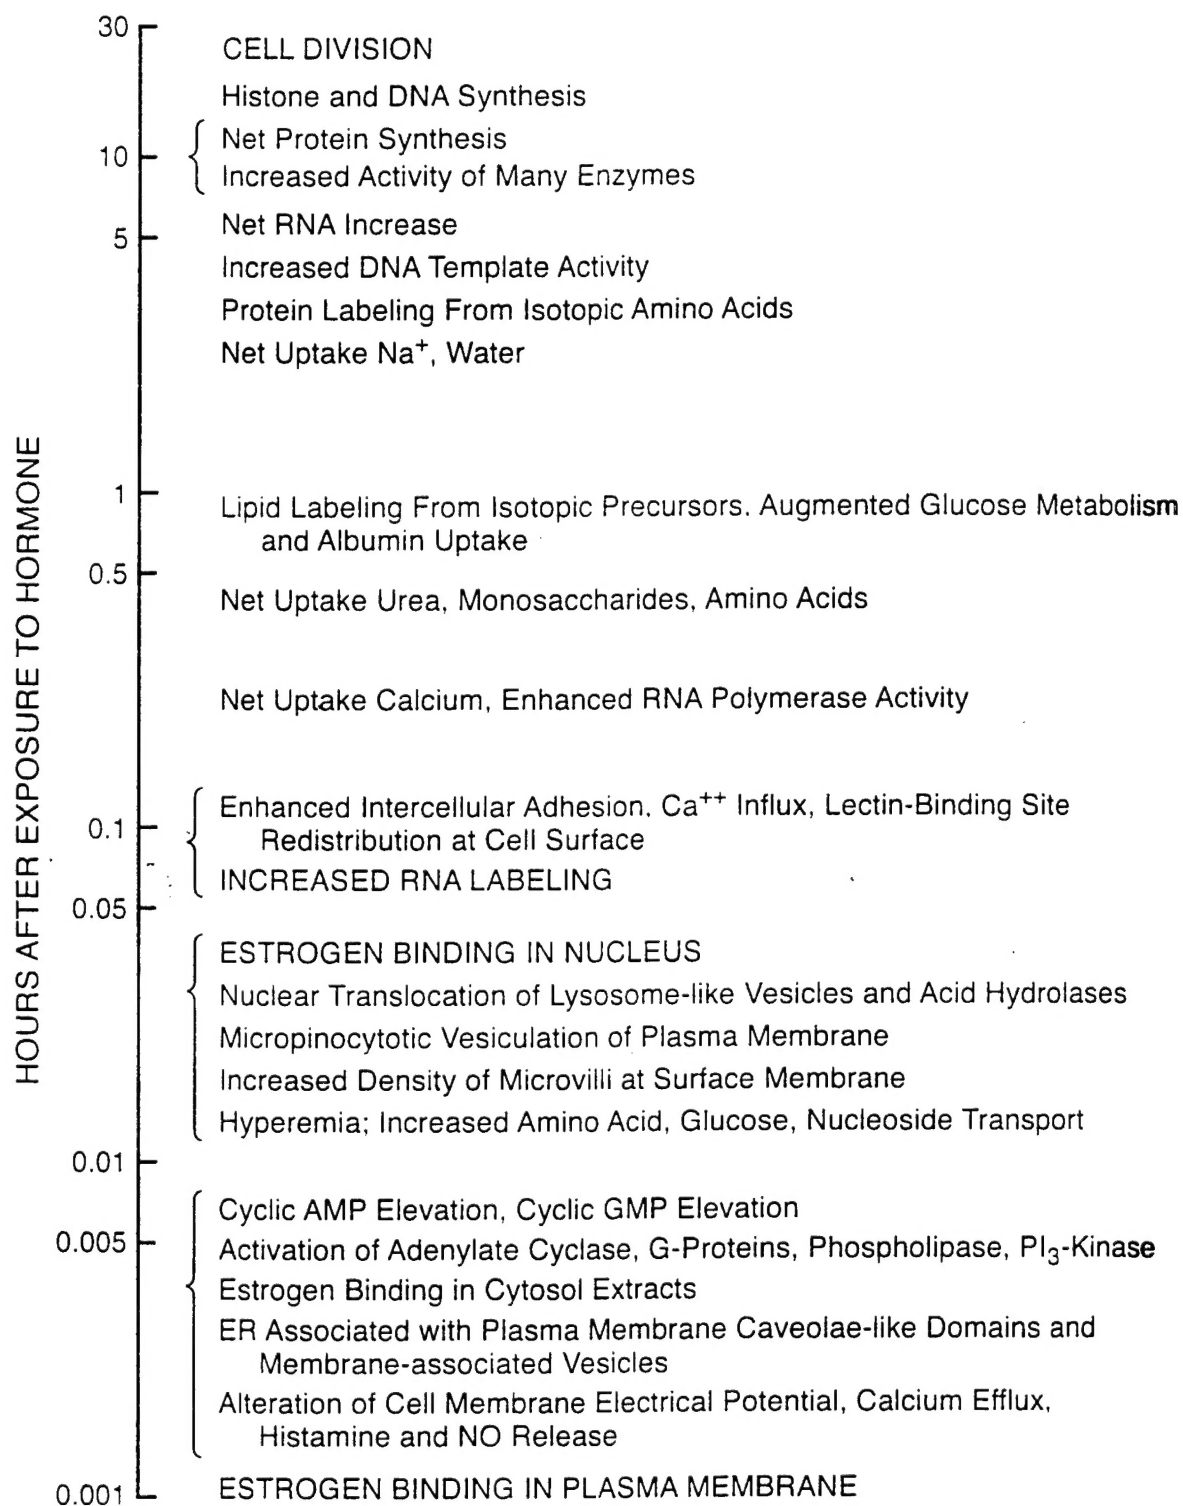 30
CELL DIVISION
Histone and DNA Synthesis
Net Protein Synthesis
10
Increased Activity of Many Enzymes
Net RNA Increase
5
Increased DNA Template Activity
Protein Labeling From Isotopic Amino Acids
Net Uptake Na⁺, Water
HOURS AFTER EXPOSURE TO HORMONE
1
Lipid Labeling From Isotopic Precursors. Augmented Glucose Metabolism
and Albumin Uptake
0.5
Net Uptake Urea, Monosaccharides, Amino Acids
Net Uptake Calcium, Enhanced RNA Polymerase Activity
Enhanced Intercellular Adhesion. Ca⁺⁺ Influx, Lectin-Binding Site
0.1
Redistribution at Cell Surface
INCREASED RNA LABELING
0.05
ESTROGEN BINDING IN NUCLEUS
Nuclear Translocation of Lysosome-like Vesicles and Acid Hydrolases
Micropinocytotic Vesiculation of Plasma Membrane
Increased Density of Microvilli at Surface Membrane
Hyperemia; Increased Amino Acid, Glucose, Nucleoside Transport
0.01
Cyclic AMP Elevation, Cyclic GMP Elevation
0.005
Activation of Adenylate Cyclase, G-Proteins, Phospholipase, PI₃-Kinase
Estrogen Binding in Cytosol Extracts
ER Associated with Plasma Membrane Caveolae-like Domains and
Membrane-associated Vesicles
Alteration of Cell Membrane Electrical Potential, Calcium Efflux,
Histamine and NO Release
0.001
ESTROGEN BINDING IN PLASMA MEMBRANE